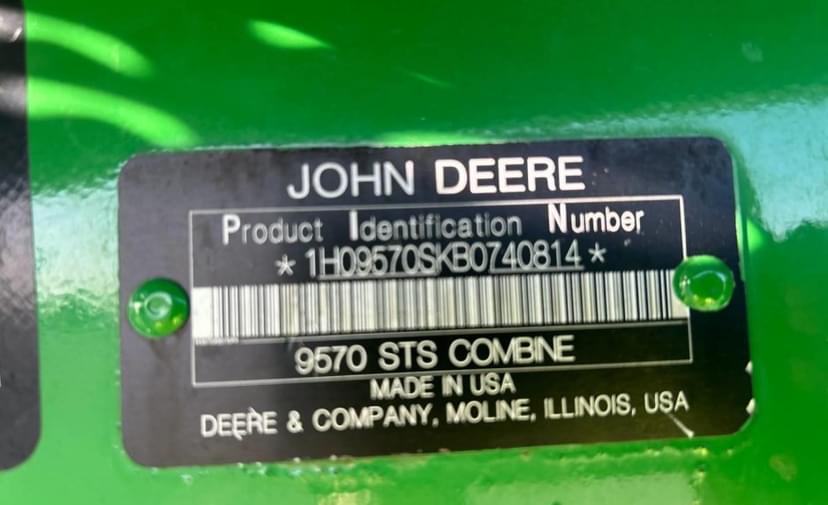 JOHN DEERE
Product Identification Number
* 1H09570SKB0740814 *
9570 STS COMBINE
MADE IN USA
DEERE & COMPANY, MOLINE, ILLINOIS, USA